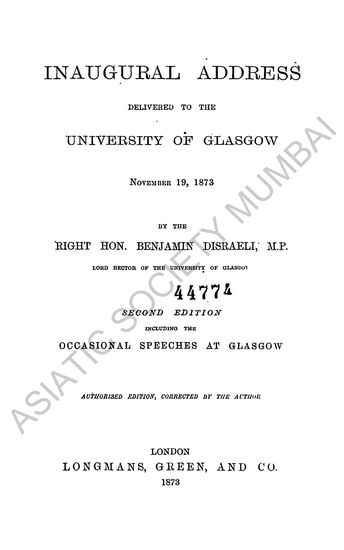 INAUGURAL ADDRESS
DELIVERED TO THE
UNIVERSITY OF GLASGOW
NOVEMBER 19, 1873
BY THE
RIGHT HON. BENJAMIN DISRAELI, M.P.
LORD RECTOR OF THE UNIVERSITY OF GLASGOW
44774
SECOND EDITION
INCLUDING THE
OCCASIONAL SPEECHES AT GLASGOW
AUTHORISED EDITION, CORRECTED BY THE AUTHOR
LONDON
LONGMANS, GREEN, AND CO.
1873
ASIATIC SOCIETY MUMBAI